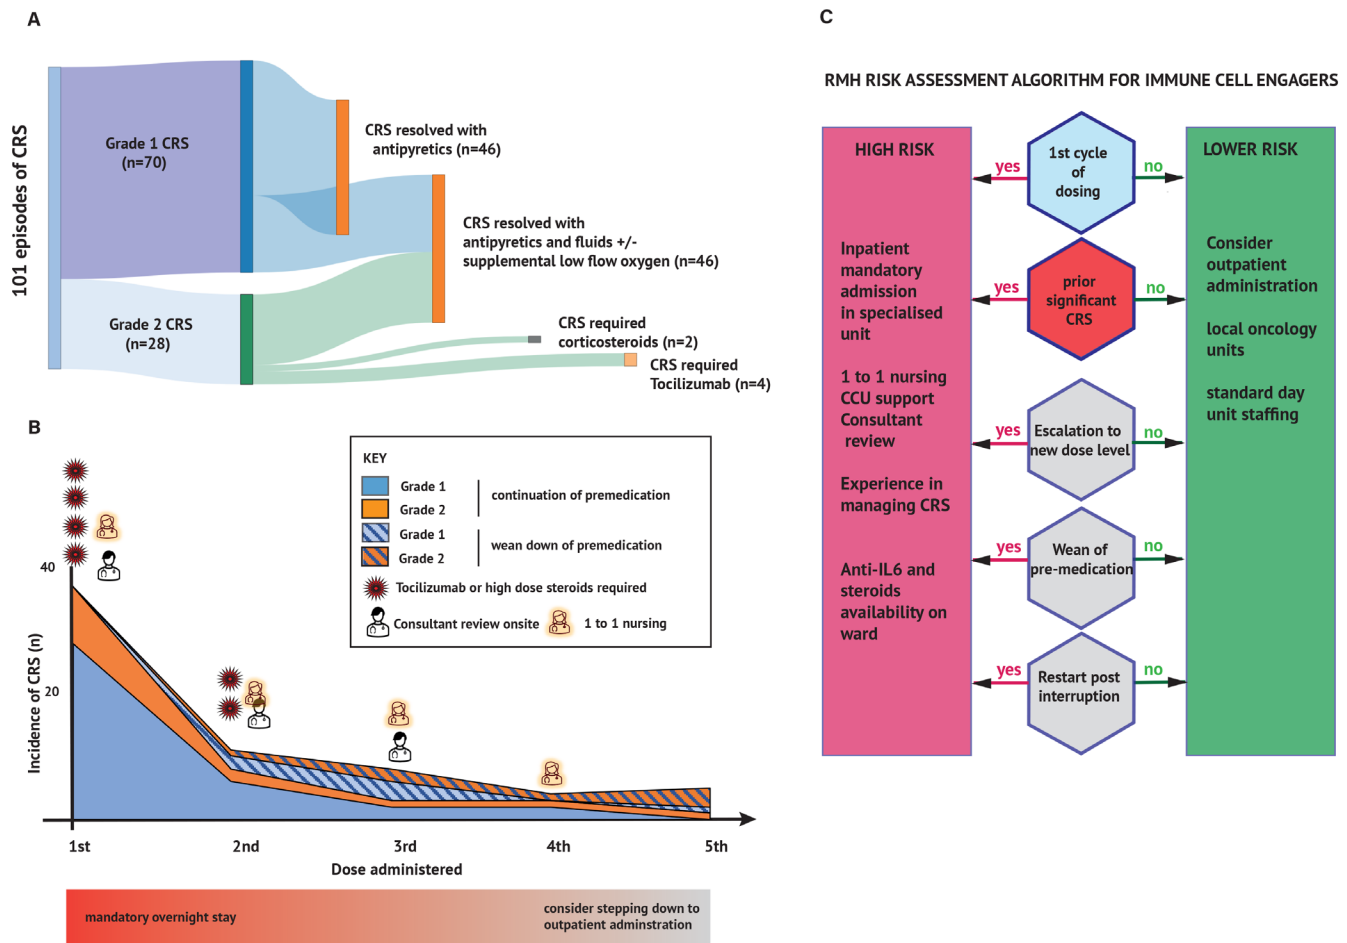 A
101 episodes of CRS
Grade 1 CRS
(n=70)
Grade 2 CRS
(n=28)
CRS resolved with
antipyretics (n=46)
CRS resolved with
antipyretics and fluids +/-
supplemental low flow oxygen (n=46)
CRS required
corticosteroids (n=2)
CRS required
Tocilizumab (n=4)
B
KEY
Grade 1
Grade 2
continuation of premedication
Grade 1
Grade 2
wean down of premedication
Tocilizumab or high dose steroids required
Consultant review onsite
1 to 1 nursing
Incidence of CRS (n)
40
20
1st
2nd
3rd
4th
5th
Dose administered
mandatory overnight stay
consider stepping down to
outpatient adminstration
C
RMH RISK ASSESSMENT ALGORITHM FOR IMMUNE CELL ENGAGERS
HIGH RISK
Inpatient
mandatory
admission
in specialised
unit
1 to 1 nursing
CCU support
Consultant
review
Experience in
managing CRS
Anti-IL6 and
steroids
availability on
ward
yes
1st cycle
of
dosing
no
yes
prior
significant
CRS
no
yes
Escalation to
new dose level
no
yes
Wean of
pre-medication
no
yes
Restart post
interruption
no
LOWER RISK
Consider
outpatient
administration
local oncology
units
standard day
unit staffing